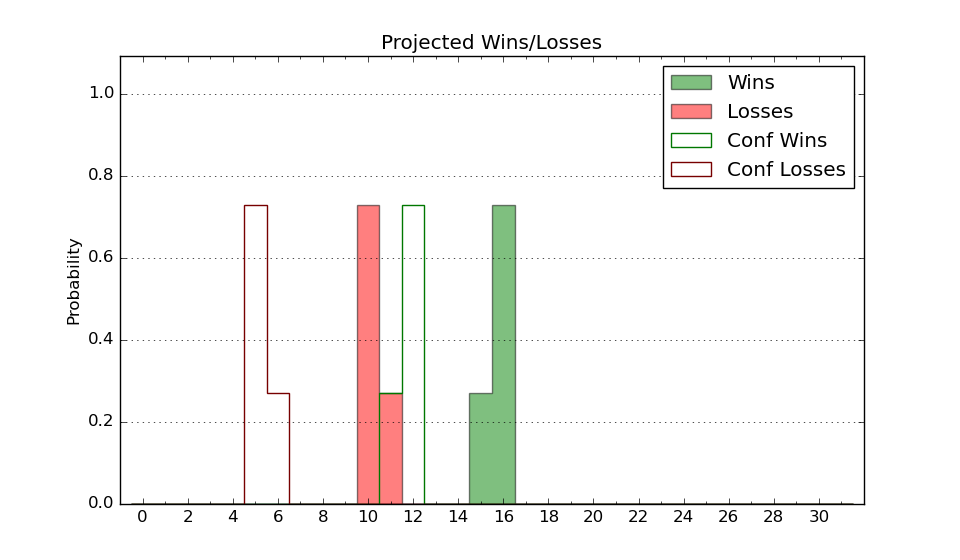 Projected Wins/Losses
Wins
Losses
Conf Wins
Conf Losses
Probability
1.0
0.8
0.6
0.4
0.2
0.0
0 2 4 6 8 10 12 14 16 18 20 22 24 26 28 30